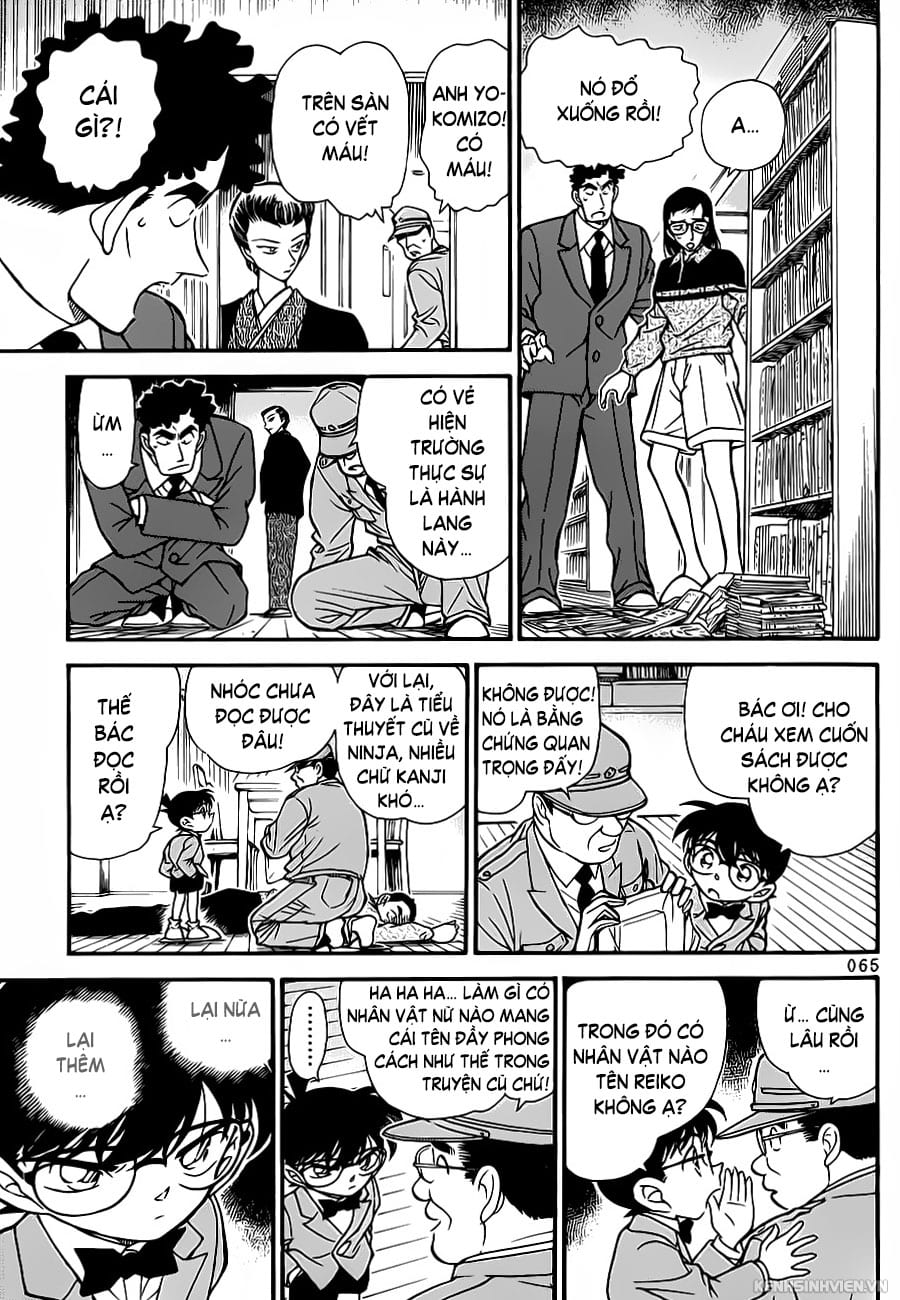 A...
NÓ ĐỔ
XUỐNG RỒI!
ANH YO-
KOMIZO!
CÓ
MÁU!
TRÊN SÀN
CÓ VẾT
MÁU!
CÁI
GÌ?!
CÓ VẺ
HIỆN
TRƯỜNG
THỰC SỰ
LÀ HÀNH
LANG
NÀY...
ỪM
...
BÁC ƠI! CHO
CHÁU XEM CUỐN
SÁCH ĐƯỢC
KHÔNG Ạ?
KHÔNG ĐƯỢC!
NÓ LÀ BẰNG
CHỨNG QUAN
TRỌNG ĐẤY!
VỚI LẠI,
ĐÂY LÀ TIỂU
THUYẾT CŨ VỀ
NINJA, NHIỀU
CHỮ KANJI
KHÓ...
NHÓC CHƯA
ĐỌC ĐƯỢC
ĐÂU!
THẾ
BÁC
ĐỌC
RỒI
Ạ?
065
Ừ... CŨNG
LÂU RỒI
...
TRONG ĐÓ CÓ
NHÂN VẬT NÀO
TÊN REIKO
KHÔNG Ạ?
HA HA HA... LÀM GÌ CÓ
NHÂN VẬT NỮ NÀO MANG
CÁI TÊN ĐẦY PHONG
CÁCH NHƯ THẾ TRONG
TRUYỆN CŨ CHỨ!
........
LẠI NỮA
...
LẠI
THÊM
...
KENHSINHVIEN.VN